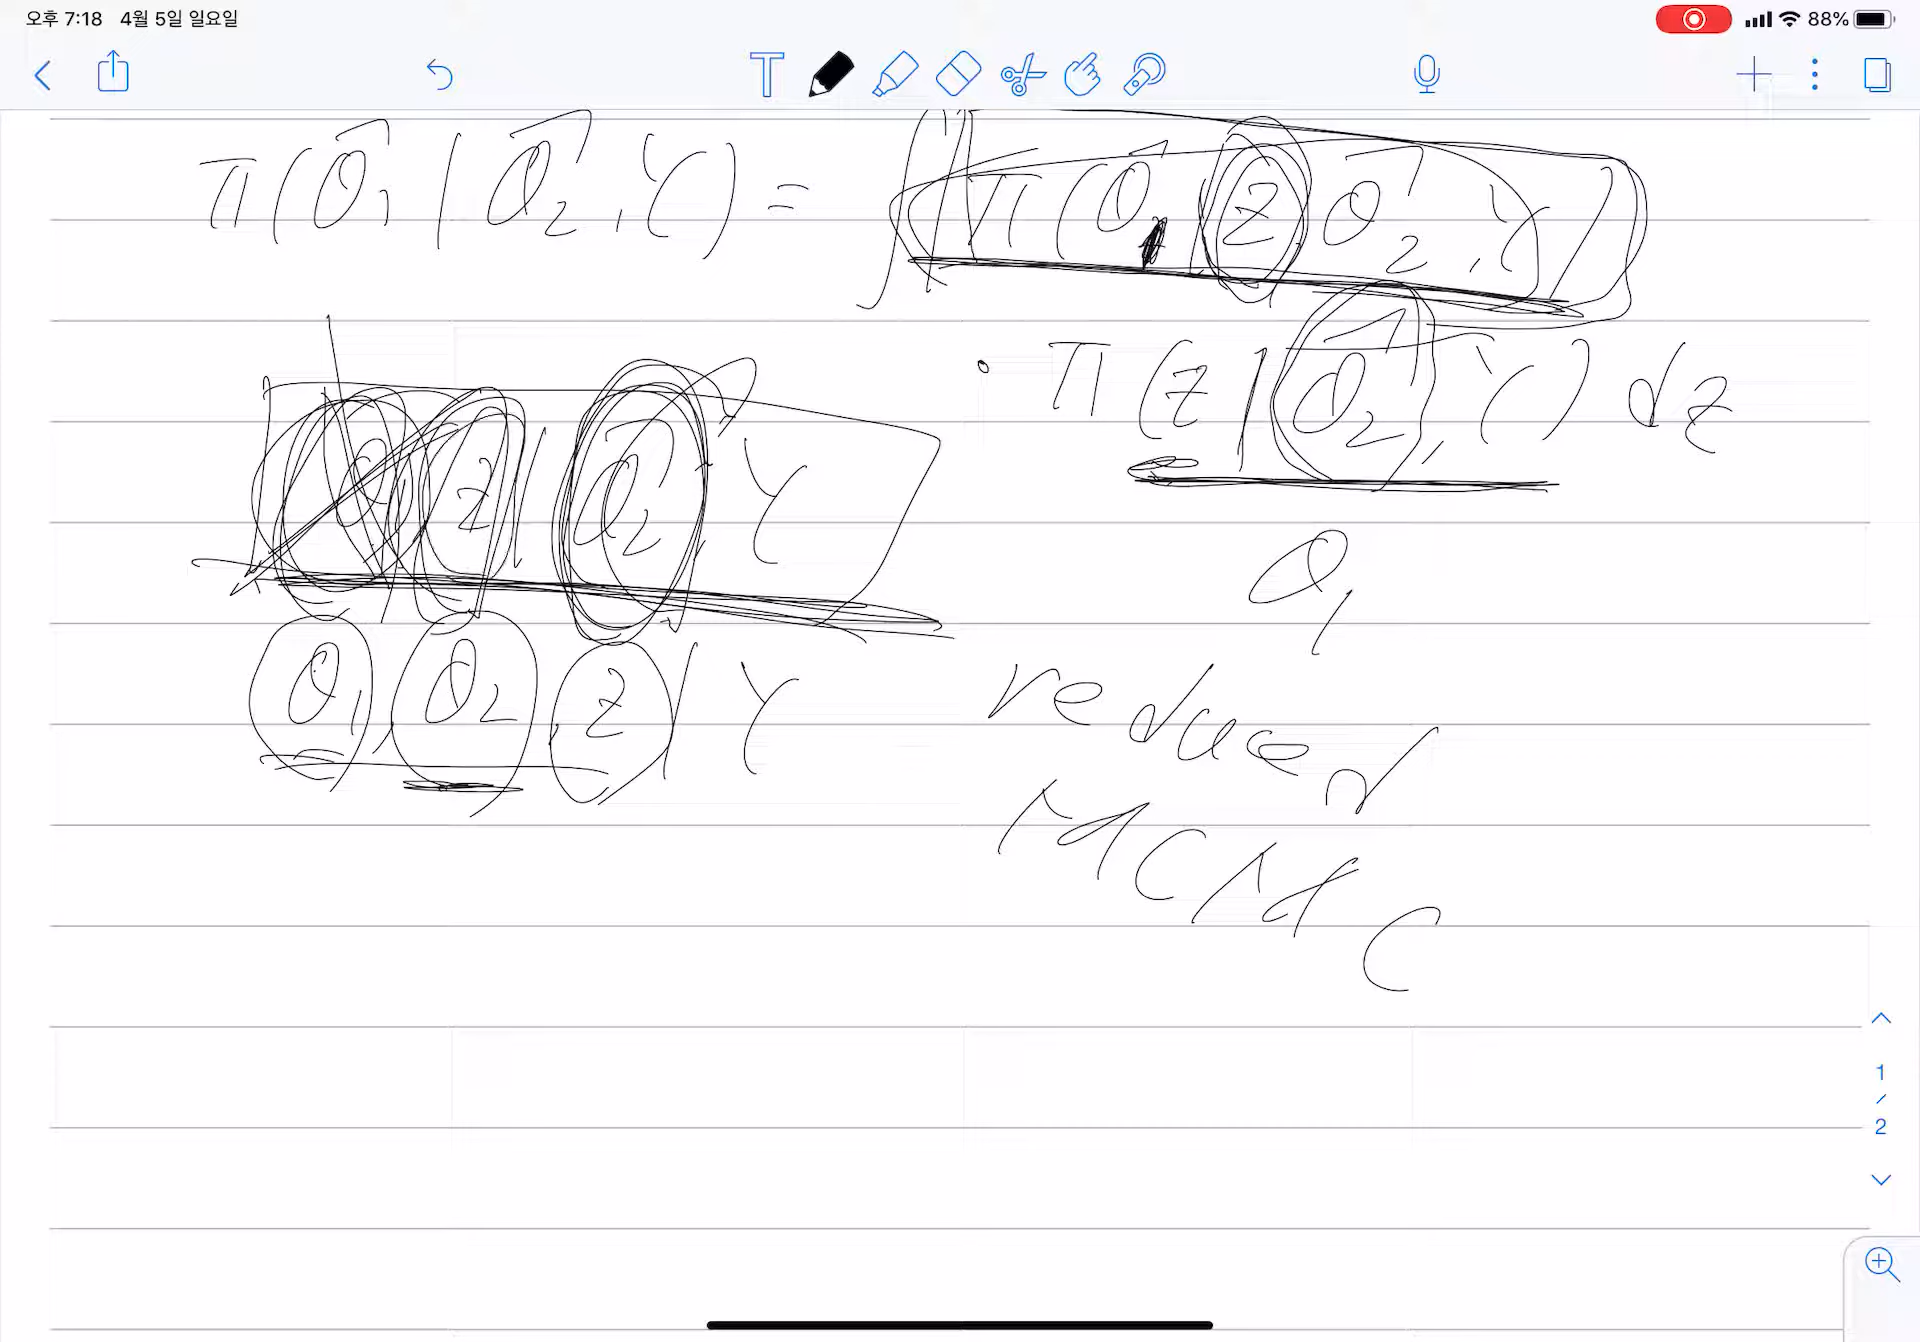 오후 7:18 4월 5일 일요일 88%
π(θ₁ | θ₂, Y) = ∫ π(θ₁, z, θ₂, Y)
· π(z | θ₂, Y) dz
θ₁, z | θ₂, Y
θ₁
θ₁, θ₂, z | Y
reduced
MCMC
1
/
2